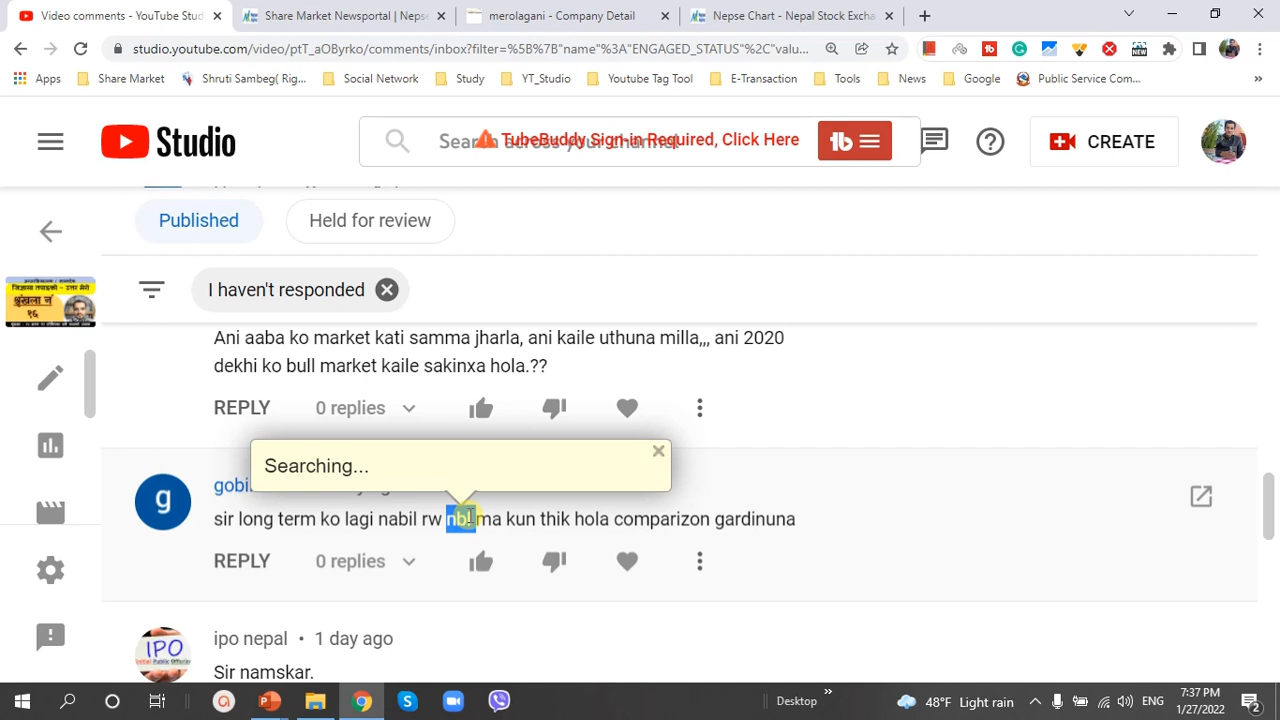 Video comments - YouTube Stud
Share Market Newsportal | Nepse
merolagani - Company Detail
Nepse Chart - Nepal Stock Excha
studio.youtube.com/video/ptT_aOByrko/comments/inbox?filter=%5B%7B"name"%3A"ENGAGED_STATUS"%2C"valu...
Apps
Share Market
Shruti Sambeg( Rig...
Social Network
Study
YT_Studio
Youtube Tag Tool
E-Transaction
Tools
News
Google
Public Service Com...
»
Studio
TubeBuddy Sign-in Required, Click Here
tb
CREATE
Published
Held for review
I haven't responded
Ani aaba ko market kati samma jharla, ani kaile uthuna milla,,, ani 2020
dekhi ko bull market kaile sakinxa hola.??
REPLY
0 replies
Searching...
g
gobi
sir long term ko lagi nabil rw nbl ma kun thik hola comparizon gardinuna
REPLY
0 replies
IPO
ipo nepal • 1 day ago
Sir namskar.
Desktop
»
48°F Light rain
ENG
7:37 PM
1/27/2022
2